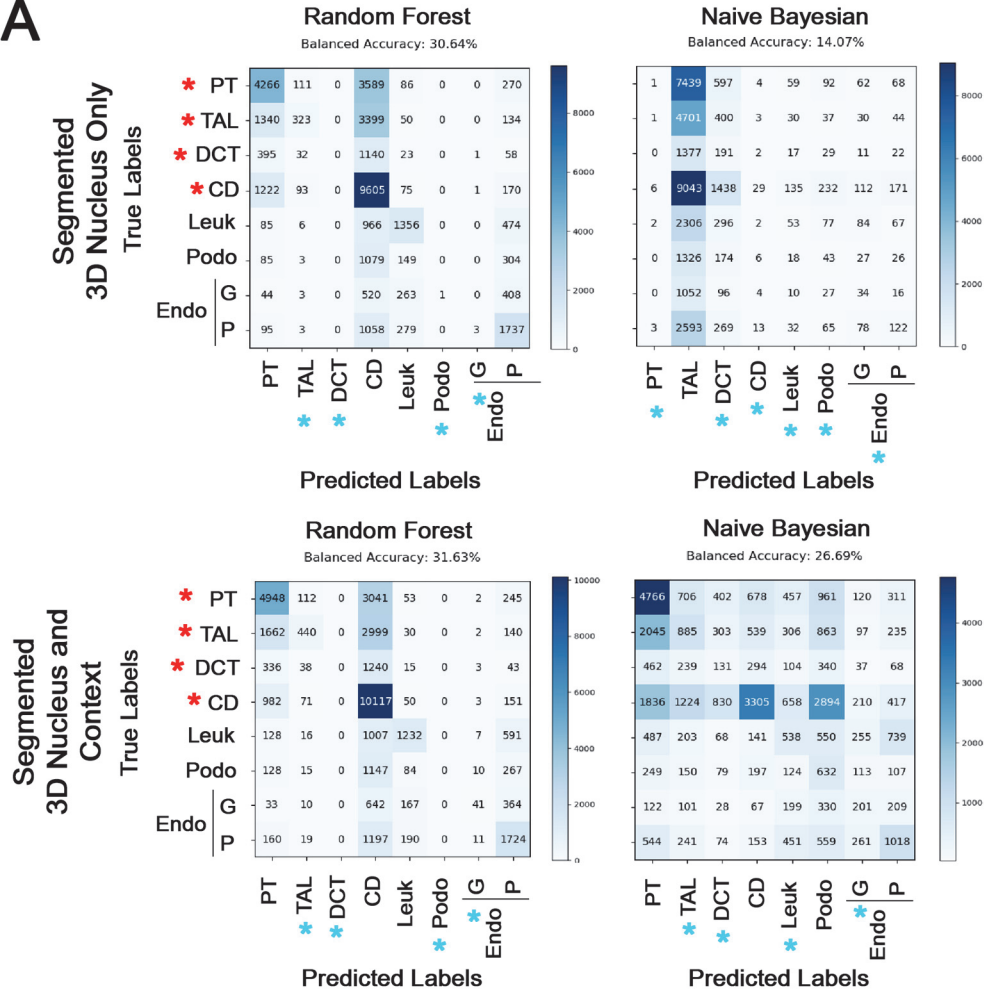 A
Random Forest
Balanced Accuracy: 30.64%
Naive Bayesian
Balanced Accuracy: 14.07%
Segmented
3D Nucleus Only
True Labels
* PT 4266 111 0 3589 86 0 0 270
* TAL 1340 323 0 3399 50 0 0 134
* DCT 395 32 0 1140 23 0 1 58
* CD 1222 93 0 9605 75 0 1 170
Leuk 85 6 0 966 1356 0 0 474
Podo 85 3 0 1079 149 0 0 304
Endo
G 44 3 0 520 263 1 0 408
P 95 3 0 1058 279 0 3 1737
8000
6000
4000
2000
0
PT TAL DCT CD Leuk Podo G P
* * * *
Endo
Predicted Labels
1 7439 597 4 59 92 62 68
1 4701 400 3 30 37 30 44
0 1377 191 2 17 29 11 22
6 9043 1438 29 135 232 112 171
2 2306 296 2 53 77 84 67
0 1326 174 6 18 43 27 26
0 1052 96 4 10 27 34 16
3 2593 269 13 32 65 78 122
8000
6000
4000
2000
0
PT TAL DCT CD Leuk Podo G P
* * * * * *
Endo
Predicted Labels
Random Forest
Balanced Accuracy: 31.63%
Naive Bayesian
Balanced Accuracy: 26.69%
Segmented
3D Nucleus and
Context
True Labels
* PT 4948 112 0 3041 53 0 2 245
* TAL 1662 440 0 2999 30 0 2 140
* DCT 336 38 0 1240 15 0 3 43
* CD 982 71 0 10117 50 0 3 151
Leuk 128 16 0 1007 1232 0 7 591
Podo 128 15 0 1147 84 0 10 267
Endo
G 33 10 0 642 167 0 41 364
P 160 19 0 1197 190 0 11 1724
10000
8000
6000
4000
2000
0
PT TAL DCT CD Leuk Podo G P
* * * *
Endo
Predicted Labels
4766 706 402 678 457 961 120 311
2045 885 303 539 306 863 97 235
462 239 131 294 104 340 37 68
1836 1224 830 3305 658 2894 210 417
487 203 68 141 538 550 255 739
249 150 79 197 124 632 113 107
122 101 28 67 199 330 201 209
544 241 74 153 451 559 261 1018
4000
3000
2000
1000
PT TAL DCT CD Leuk Podo G P
* * * *
Endo
Predicted Labels